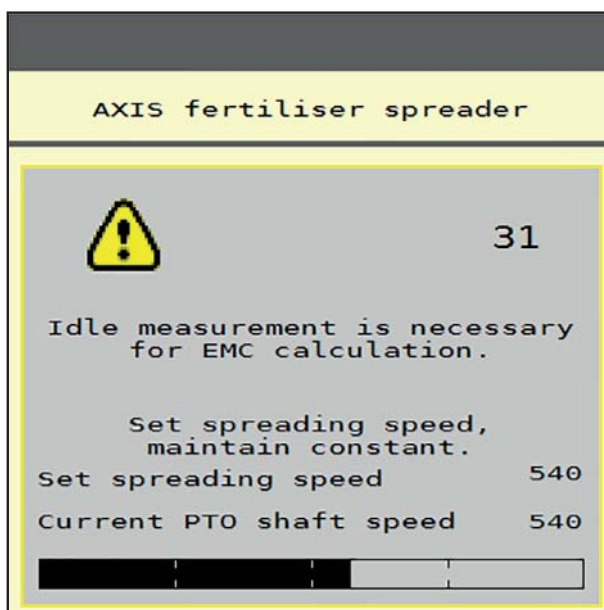 AXIS fertiliser spreader
31
Idle measurement is necessary
for EMC calculation.
Set spreading speed,
maintain constant.
Set spreading speed 540
Current PTO shaft speed 540